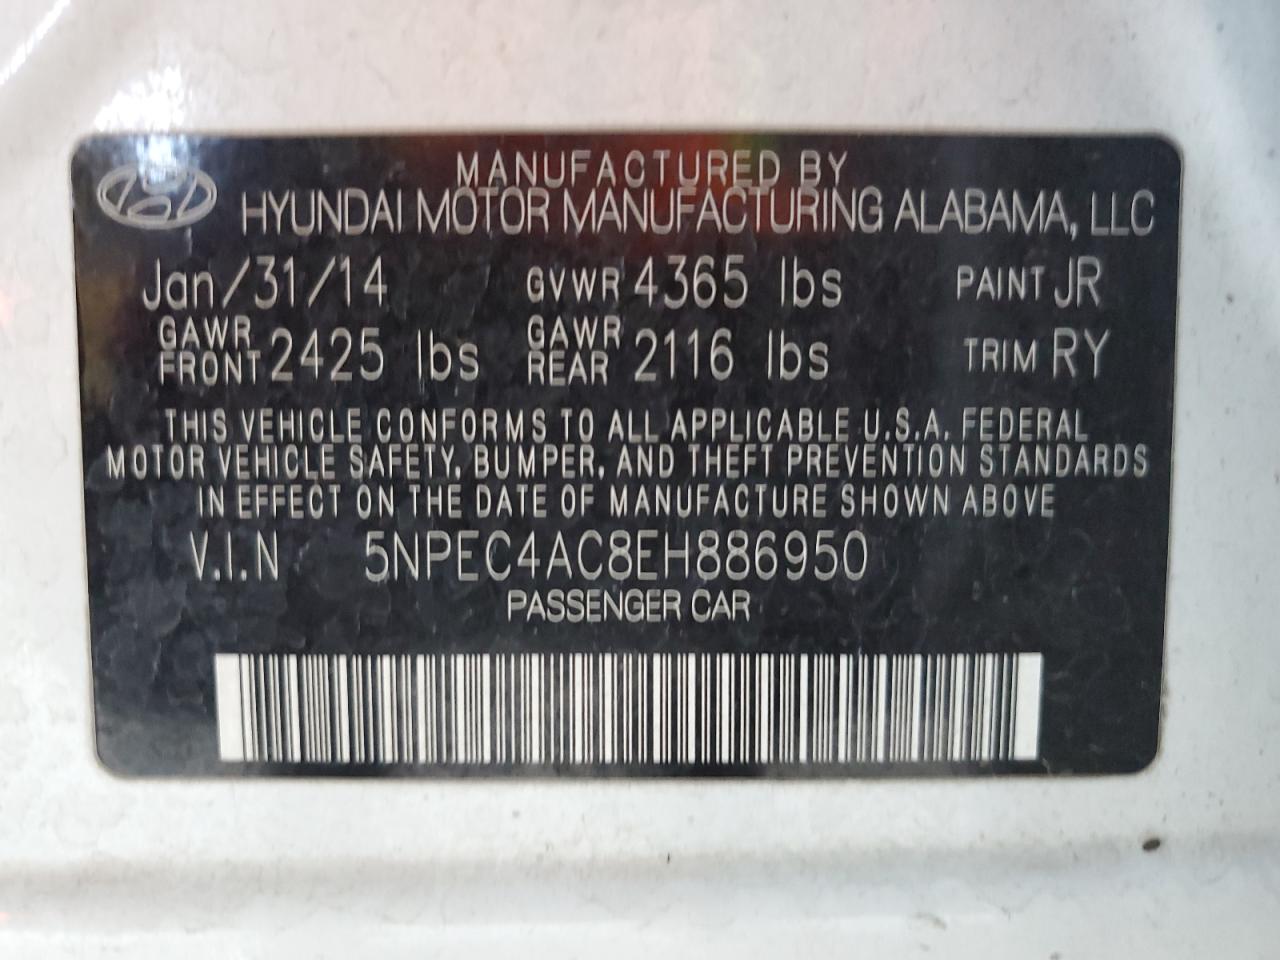 MANUFACTURED BY
HYUNDAI MOTOR MANUFACTURING ALABAMA, LLC
Jan/31/14 GVWR 4365 lbs PAINT JR
GAWR FRONT 2425 lbs GAWR REAR 2116 lbs TRIM RY
THIS VEHICLE CONFORMS TO ALL APPLICABLE U.S.A. FEDERAL
MOTOR VEHICLE SAFETY, BUMPER, AND THEFT PREVENTION STANDARDS
IN EFFECT ON THE DATE OF MANUFACTURE SHOWN ABOVE
V.I.N 5NPEC4AC8EH886950
PASSENGER CAR